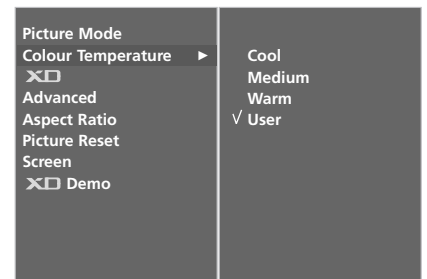 Picture Mode
Colour Temperature ►
XD
Advanced
Aspect Ratio
Picture Reset
Screen
XD Demo
Cool
Medium
Warm
√ User